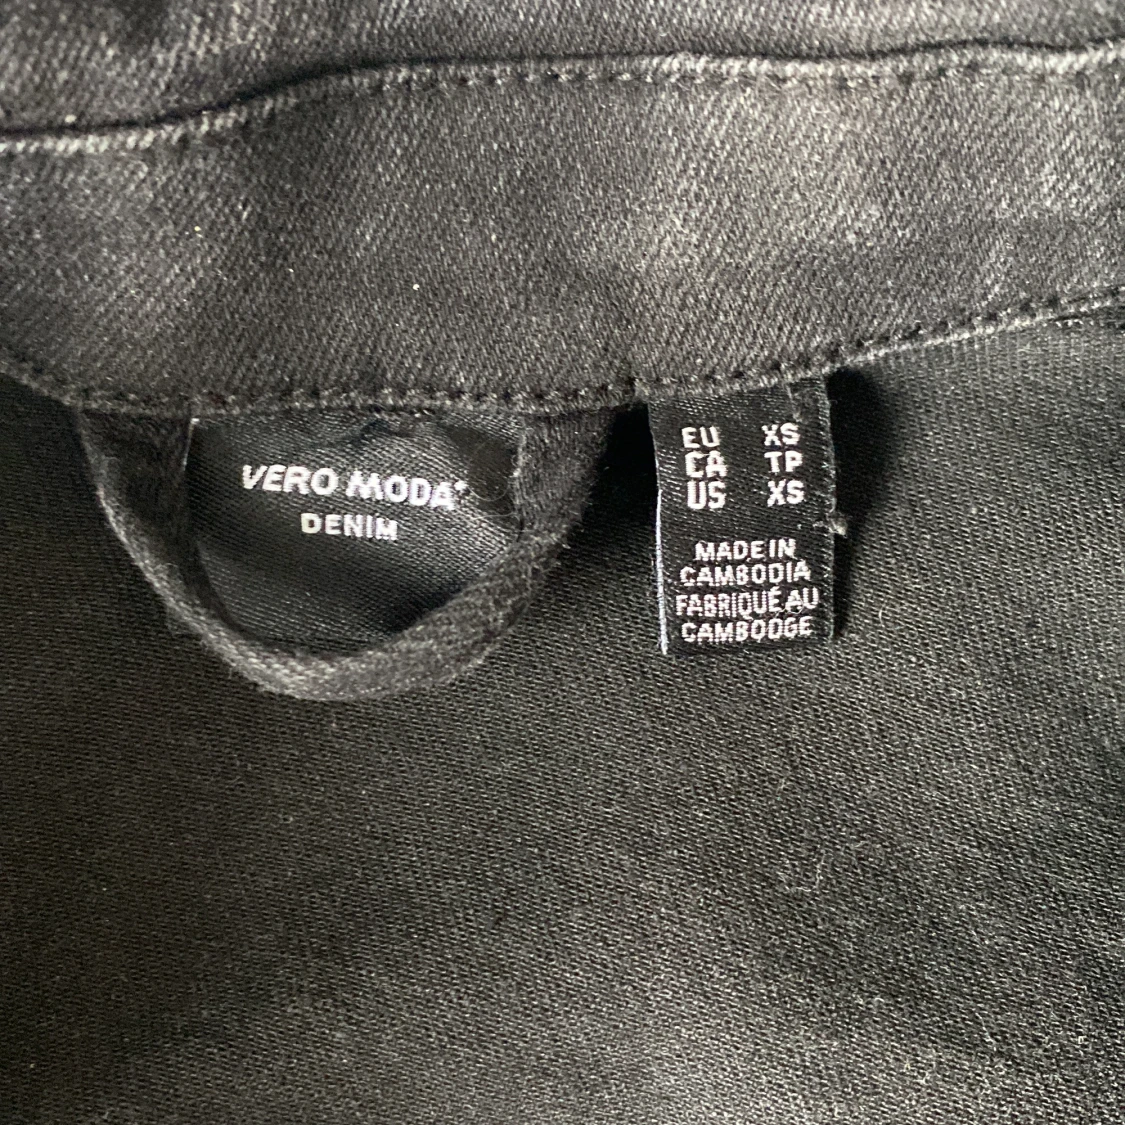 VERO MODA
DENIM
EU XS
CA TP
US XS
MADE IN
CAMBODIA
FABRIQUÉ AU
CAMBODGE